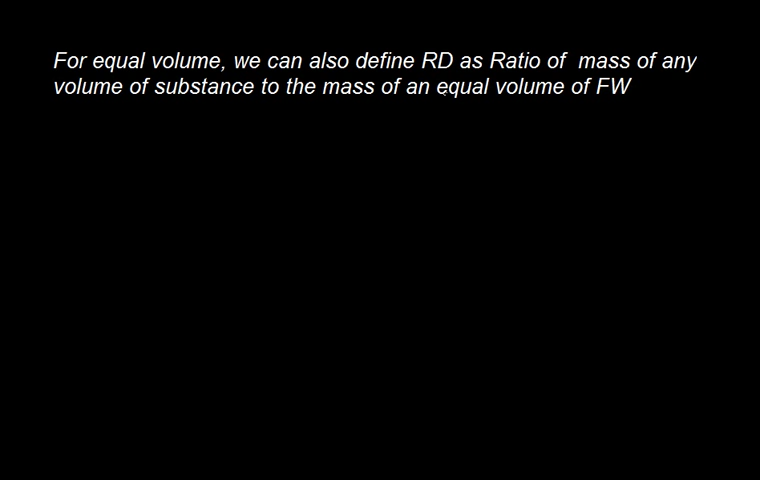 For equal volume, we can also define RD as Ratio of  mass of any
volume of substance to the mass of an equal volume of FW